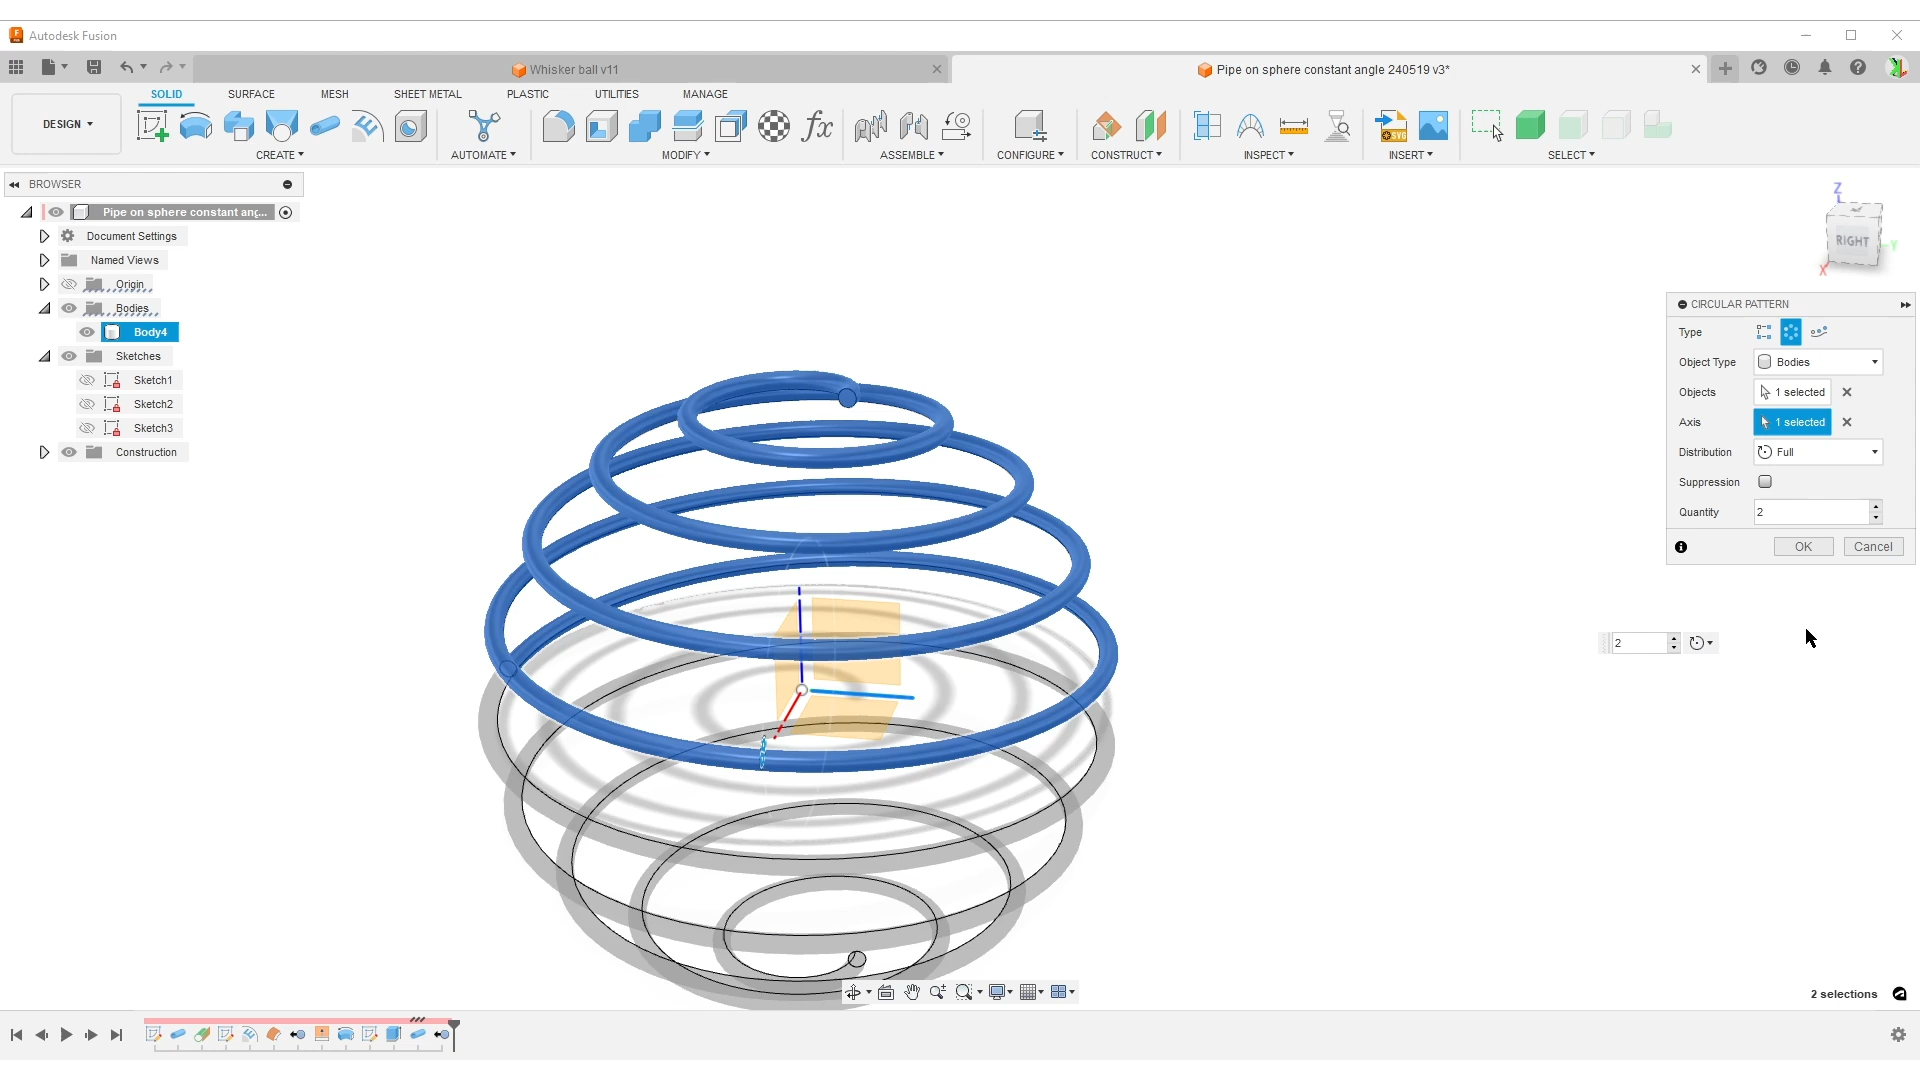 Autodesk Fusion
Whisker ball v11
Pipe on sphere constant angle 240519 v3*
DESIGN
SOLID SURFACE MESH SHEET METAL PLASTIC UTILITIES MANAGE
CREATE AUTOMATE MODIFY ASSEMBLE CONFIGURE CONSTRUCT INSPECT INSERT SELECT
BROWSER
Pipe on sphere constant ang...
Document Settings
Named Views
Origin
Bodies
Body4
Sketches
Sketch1
Sketch2
Sketch3
Construction
Z
RIGHT
Y
X
CIRCULAR PATTERN
Type
Object Type Bodies
Objects 1 selected
Axis 1 selected
Distribution Full
Suppression
Quantity 2
OK Cancel
2
2 selections